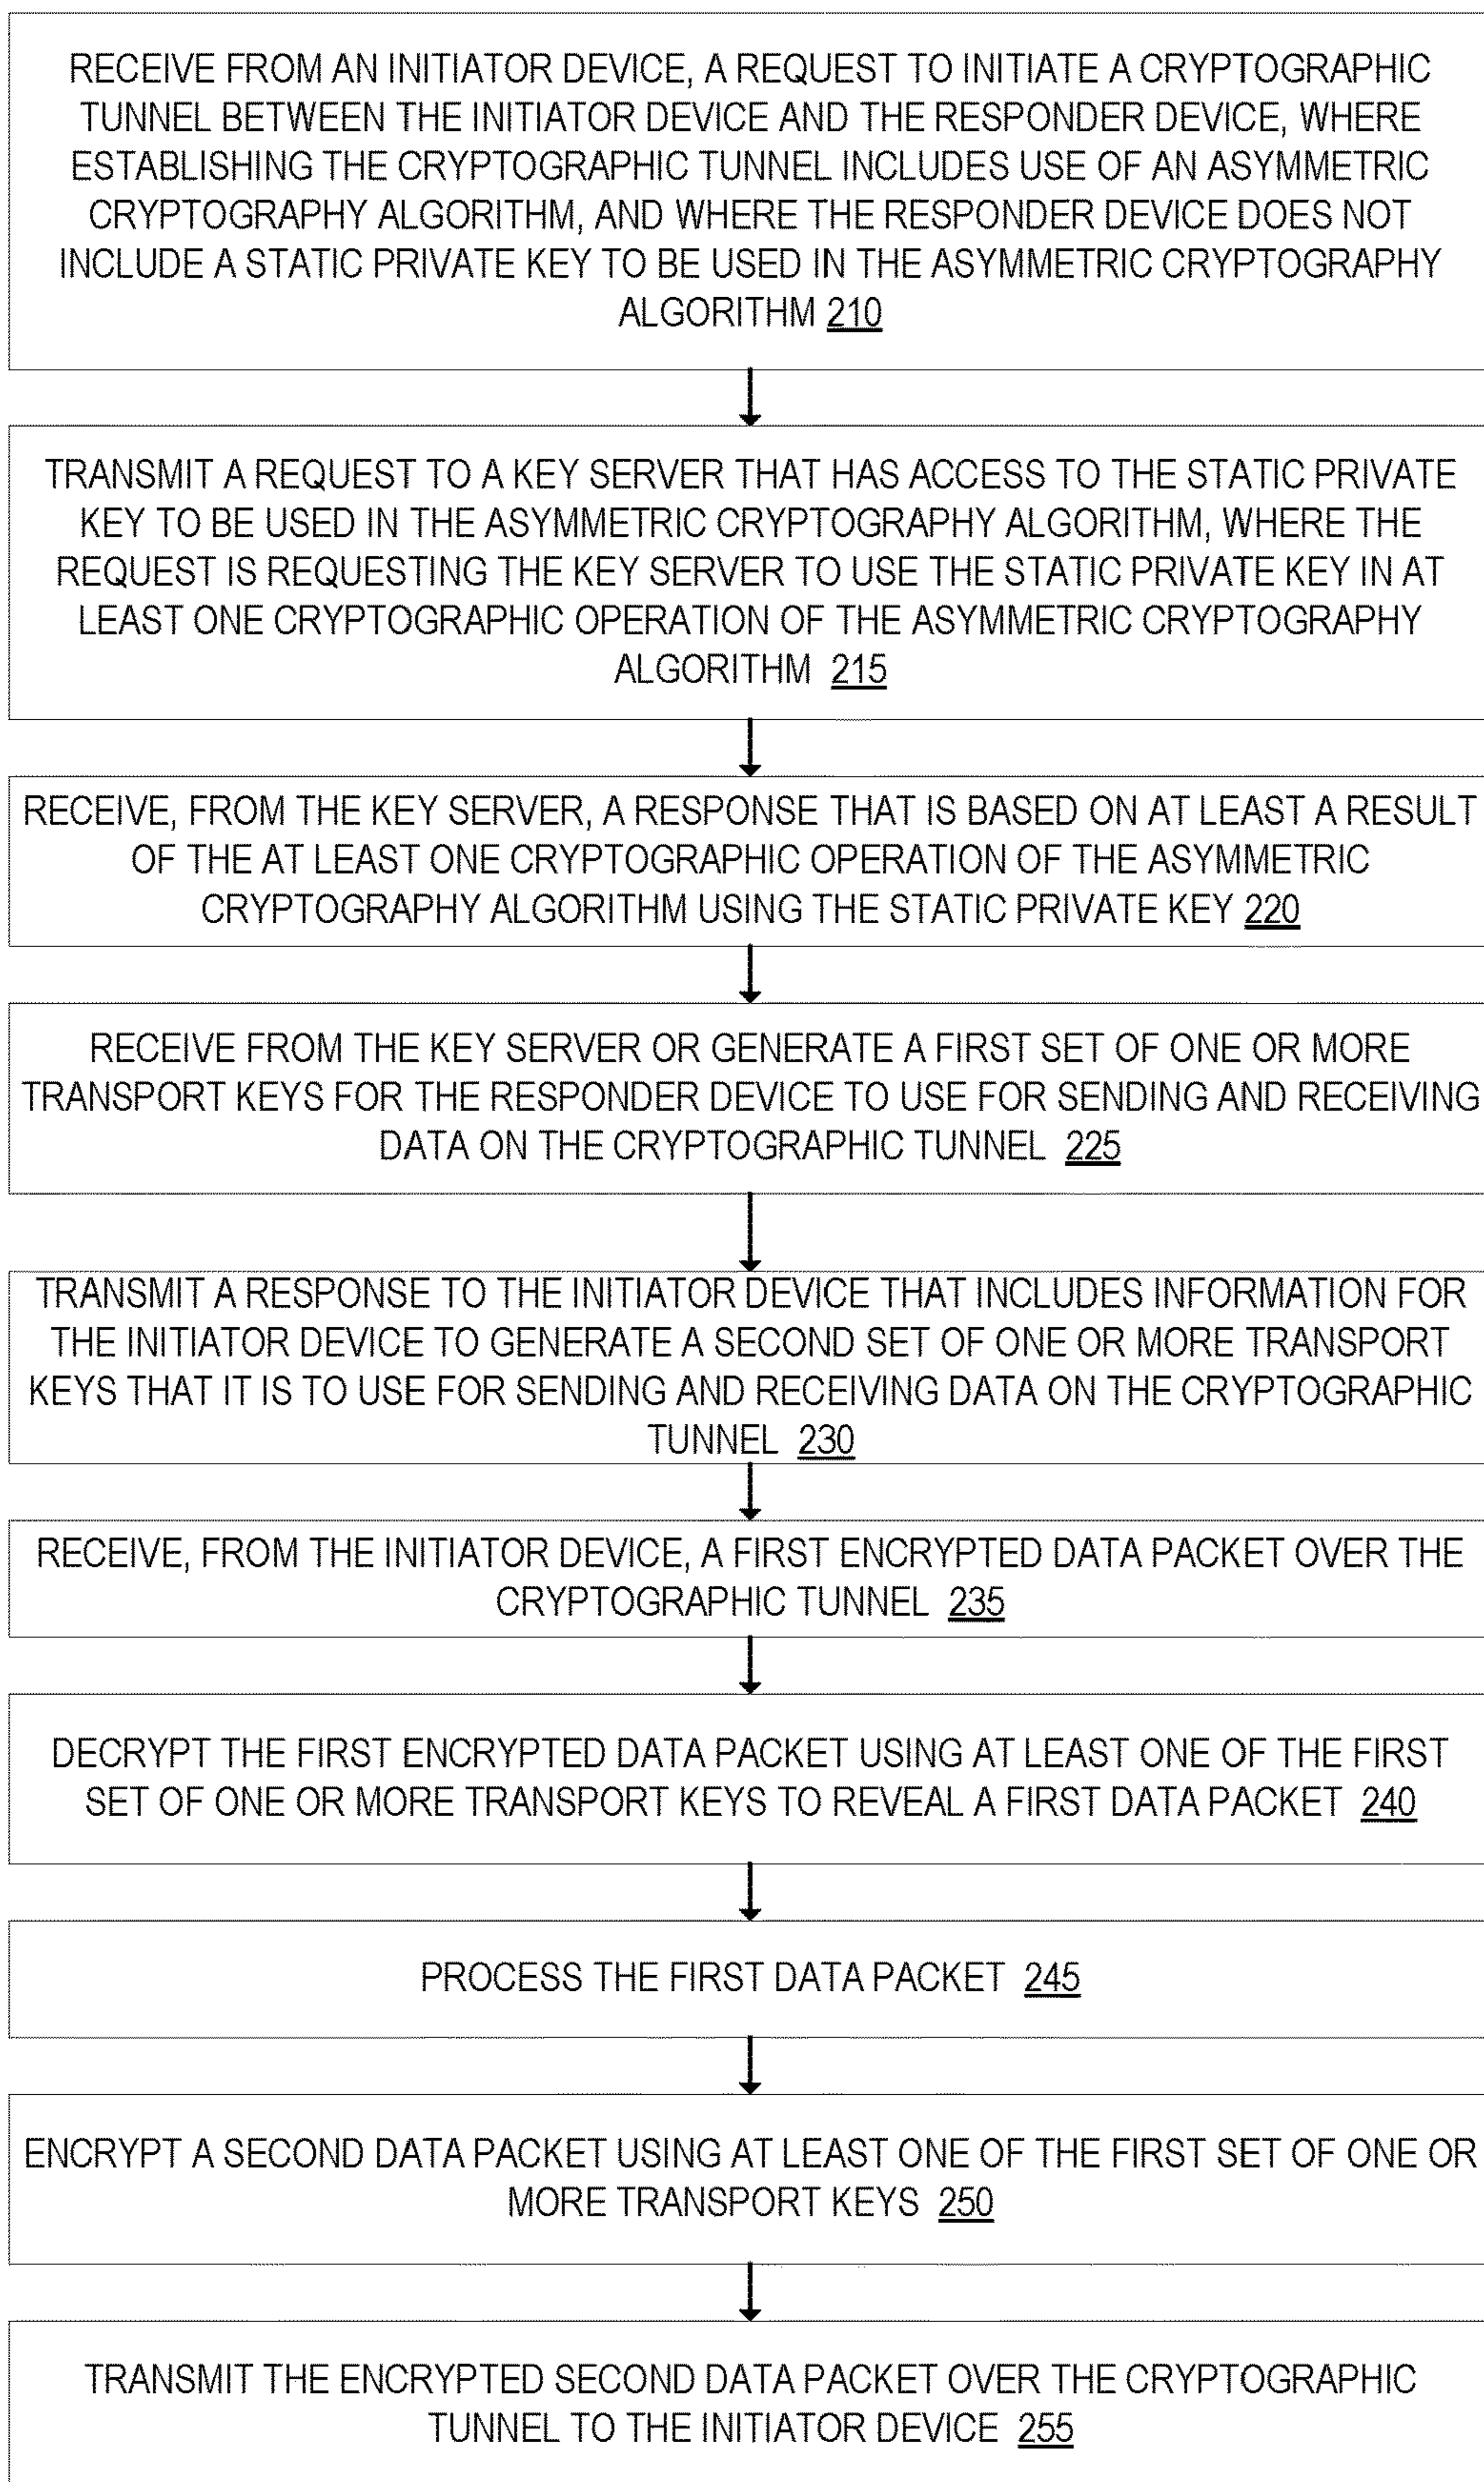 RECEIVE FROM AN INITIATOR DEVICE, A REQUEST TO INITIATE A CRYPTOGRAPHIC
TUNNEL BETWEEN THE INITIATOR DEVICE AND THE RESPONDER DEVICE, WHERE
ESTABLISHING THE CRYPTOGRAPHIC TUNNEL INCLUDES USE OF AN ASYMMETRIC
CRYPTOGRAPHY ALGORITHM, AND WHERE THE RESPONDER DEVICE DOES NOT
INCLUDE A STATIC PRIVATE KEY TO BE USED IN THE ASYMMETRIC CRYPTOGRAPHY
ALGORITHM 210
TRANSMIT A REQUEST TO A KEY SERVER THAT HAS ACCESS TO THE STATIC PRIVATE
KEY TO BE USED IN THE ASYMMETRIC CRYPTOGRAPHY ALGORITHM, WHERE THE
REQUEST IS REQUESTING THE KEY SERVER TO USE THE STATIC PRIVATE KEY IN AT
LEAST ONE CRYPTOGRAPHIC OPERATION OF THE ASYMMETRIC CRYPTOGRAPHY
ALGORITHM 215
RECEIVE, FROM THE KEY SERVER, A RESPONSE THAT IS BASED ON AT LEAST A RESULT
OF THE AT LEAST ONE CRYPTOGRAPHIC OPERATION OF THE ASYMMETRIC
CRYPTOGRAPHY ALGORITHM USING THE STATIC PRIVATE KEY 220
RECEIVE FROM THE KEY SERVER OR GENERATE A FIRST SET OF ONE OR MORE
TRANSPORT KEYS FOR THE RESPONDER DEVICE TO USE FOR SENDING AND RECEIVING
DATA ON THE CRYPTOGRAPHIC TUNNEL 225
TRANSMIT A RESPONSE TO THE INITIATOR DEVICE THAT INCLUDES INFORMATION FOR
THE INITIATOR DEVICE TO GENERATE A SECOND SET OF ONE OR MORE TRANSPORT
KEYS THAT IT IS TO USE FOR SENDING AND RECEIVING DATA ON THE CRYPTOGRAPHIC
TUNNEL 230
RECEIVE, FROM THE INITIATOR DEVICE, A FIRST ENCRYPTED DATA PACKET OVER THE
CRYPTOGRAPHIC TUNNEL 235
DECRYPT THE FIRST ENCRYPTED DATA PACKET USING AT LEAST ONE OF THE FIRST
SET OF ONE OR MORE TRANSPORT KEYS TO REVEAL A FIRST DATA PACKET 240
PROCESS THE FIRST DATA PACKET 245
ENCRYPT A SECOND DATA PACKET USING AT LEAST ONE OF THE FIRST SET OF ONE OR
MORE TRANSPORT KEYS 250
TRANSMIT THE ENCRYPTED SECOND DATA PACKET OVER THE CRYPTOGRAPHIC
TUNNEL TO THE INITIATOR DEVICE 255